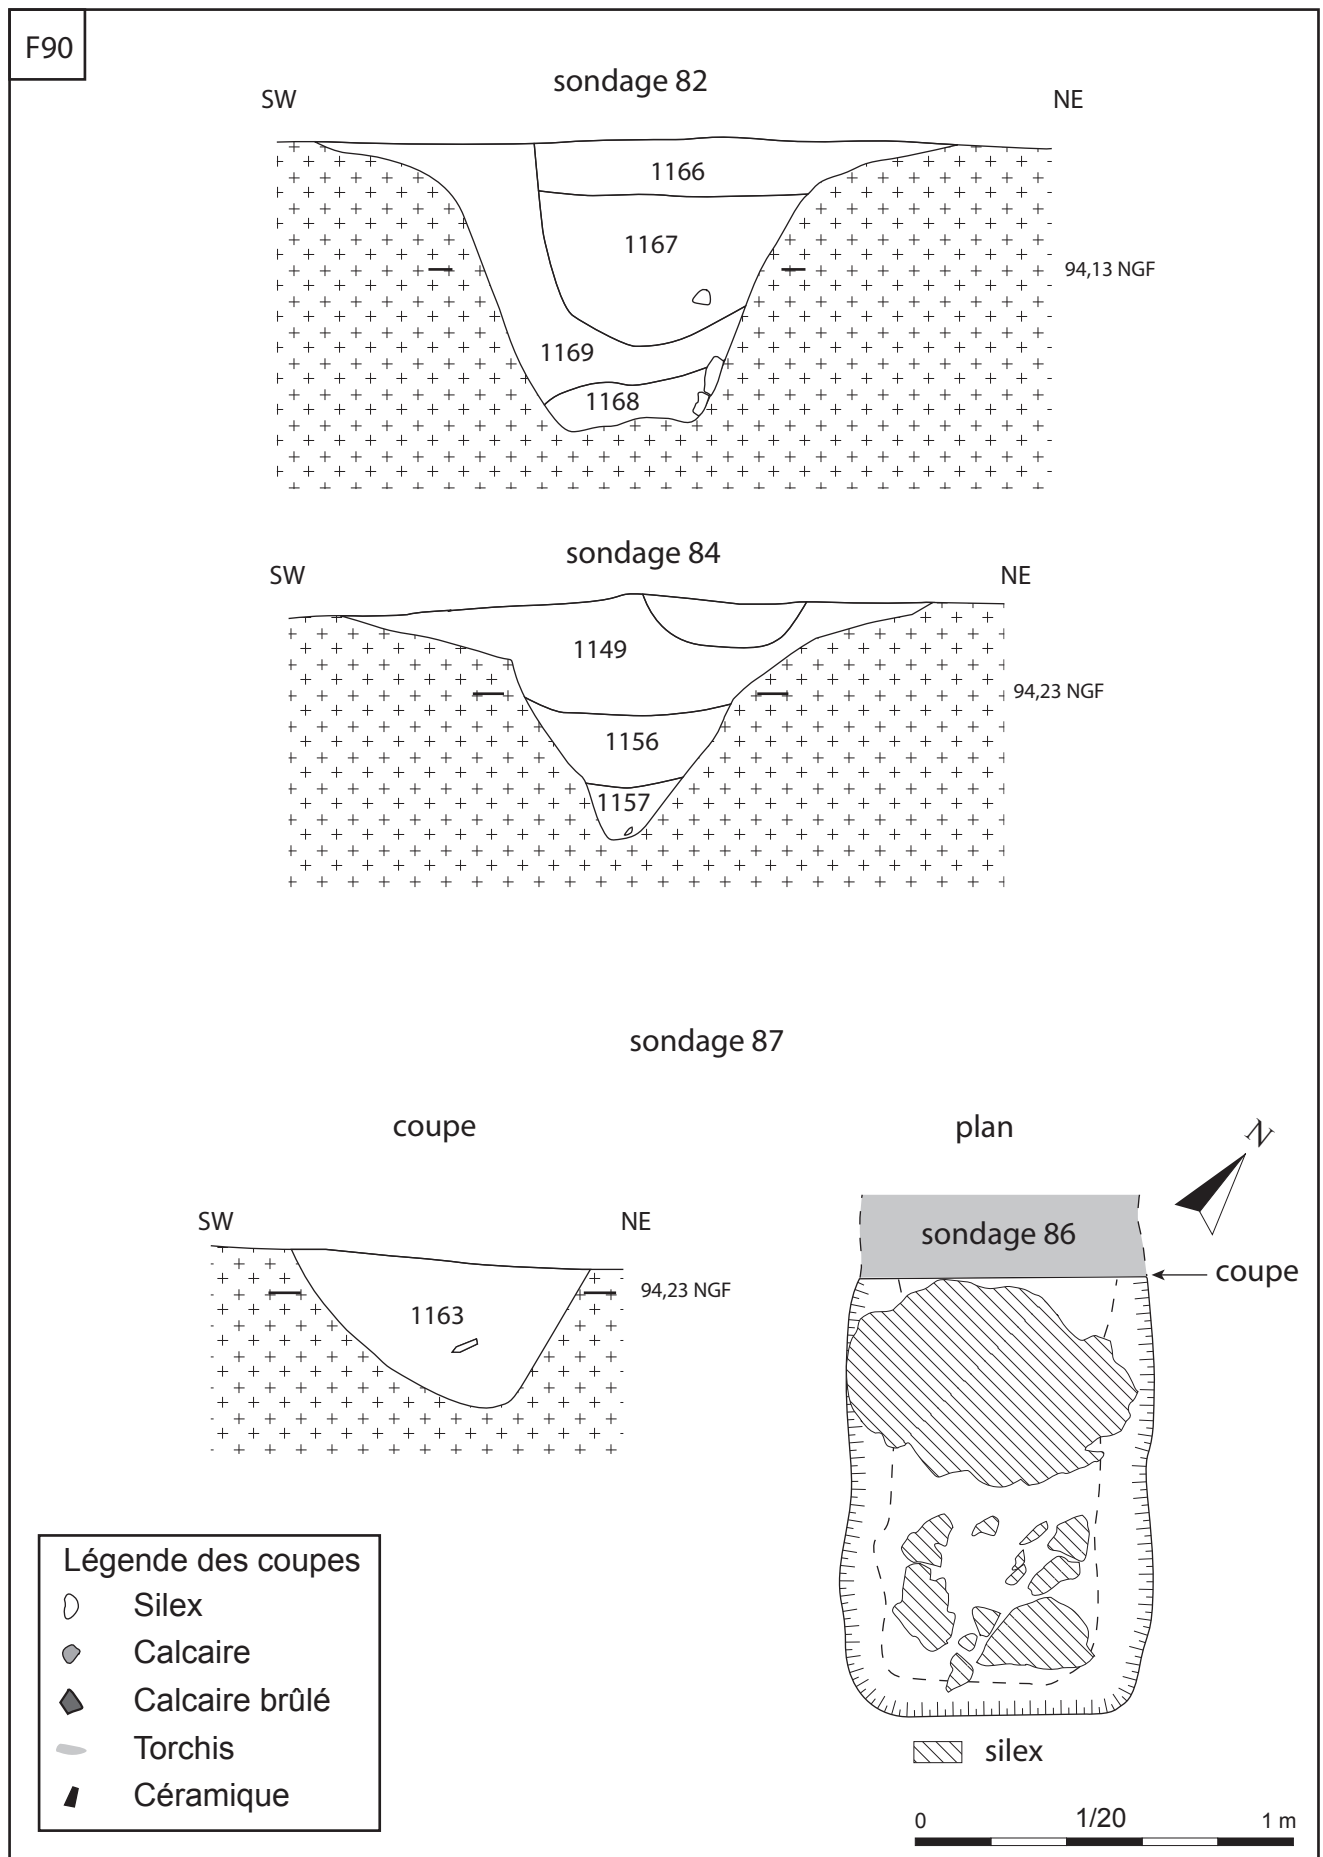 F90
sondage 82
SW
NE
1166
1167
94,13 NGF
1169
1168
sondage 84
SW
NE
1149
94,23 NGF
1156
1157
sondage 87
coupe
plan
N
SW
NE
sondage 86
coupe
94,23 NGF
1163
Légende des coupes
Silex
Calcaire
Calcaire brûlé
Torchis
Céramique
silex
0 1/20 1 m